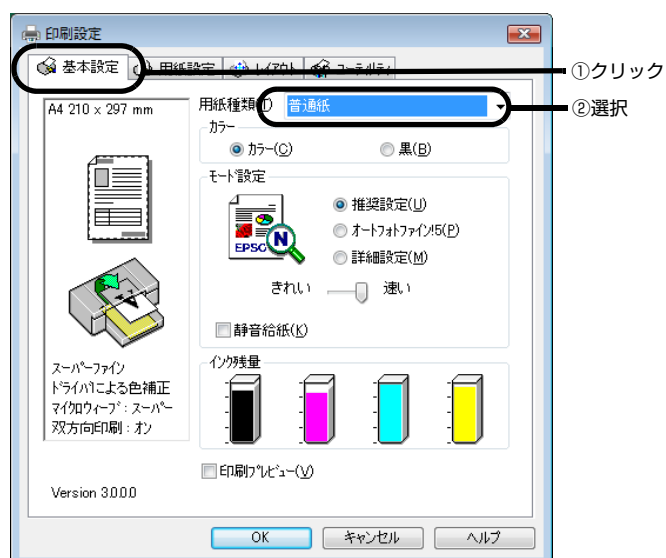 印刷設定
基本設定
用紙設定
レイアウト
ユーティリティ
①クリック
A4 210 x 297 mm
用紙種類(T)
普通紙
②選択
カラー
カラー(C)
黒(B)
モード設定
EPSO
N
推奨設定(U)
オートフォトファイン!5(P)
詳細設定(M)
きれい
速い
静音給紙(K)
スーパーファイン
ドライバによる色補正
マイクロウィーブ:スーパー
双方向印刷:オン
インク残量
印刷プレビュー(V)
Version 3.0.0.0
OK
キャンセル
ヘルプ